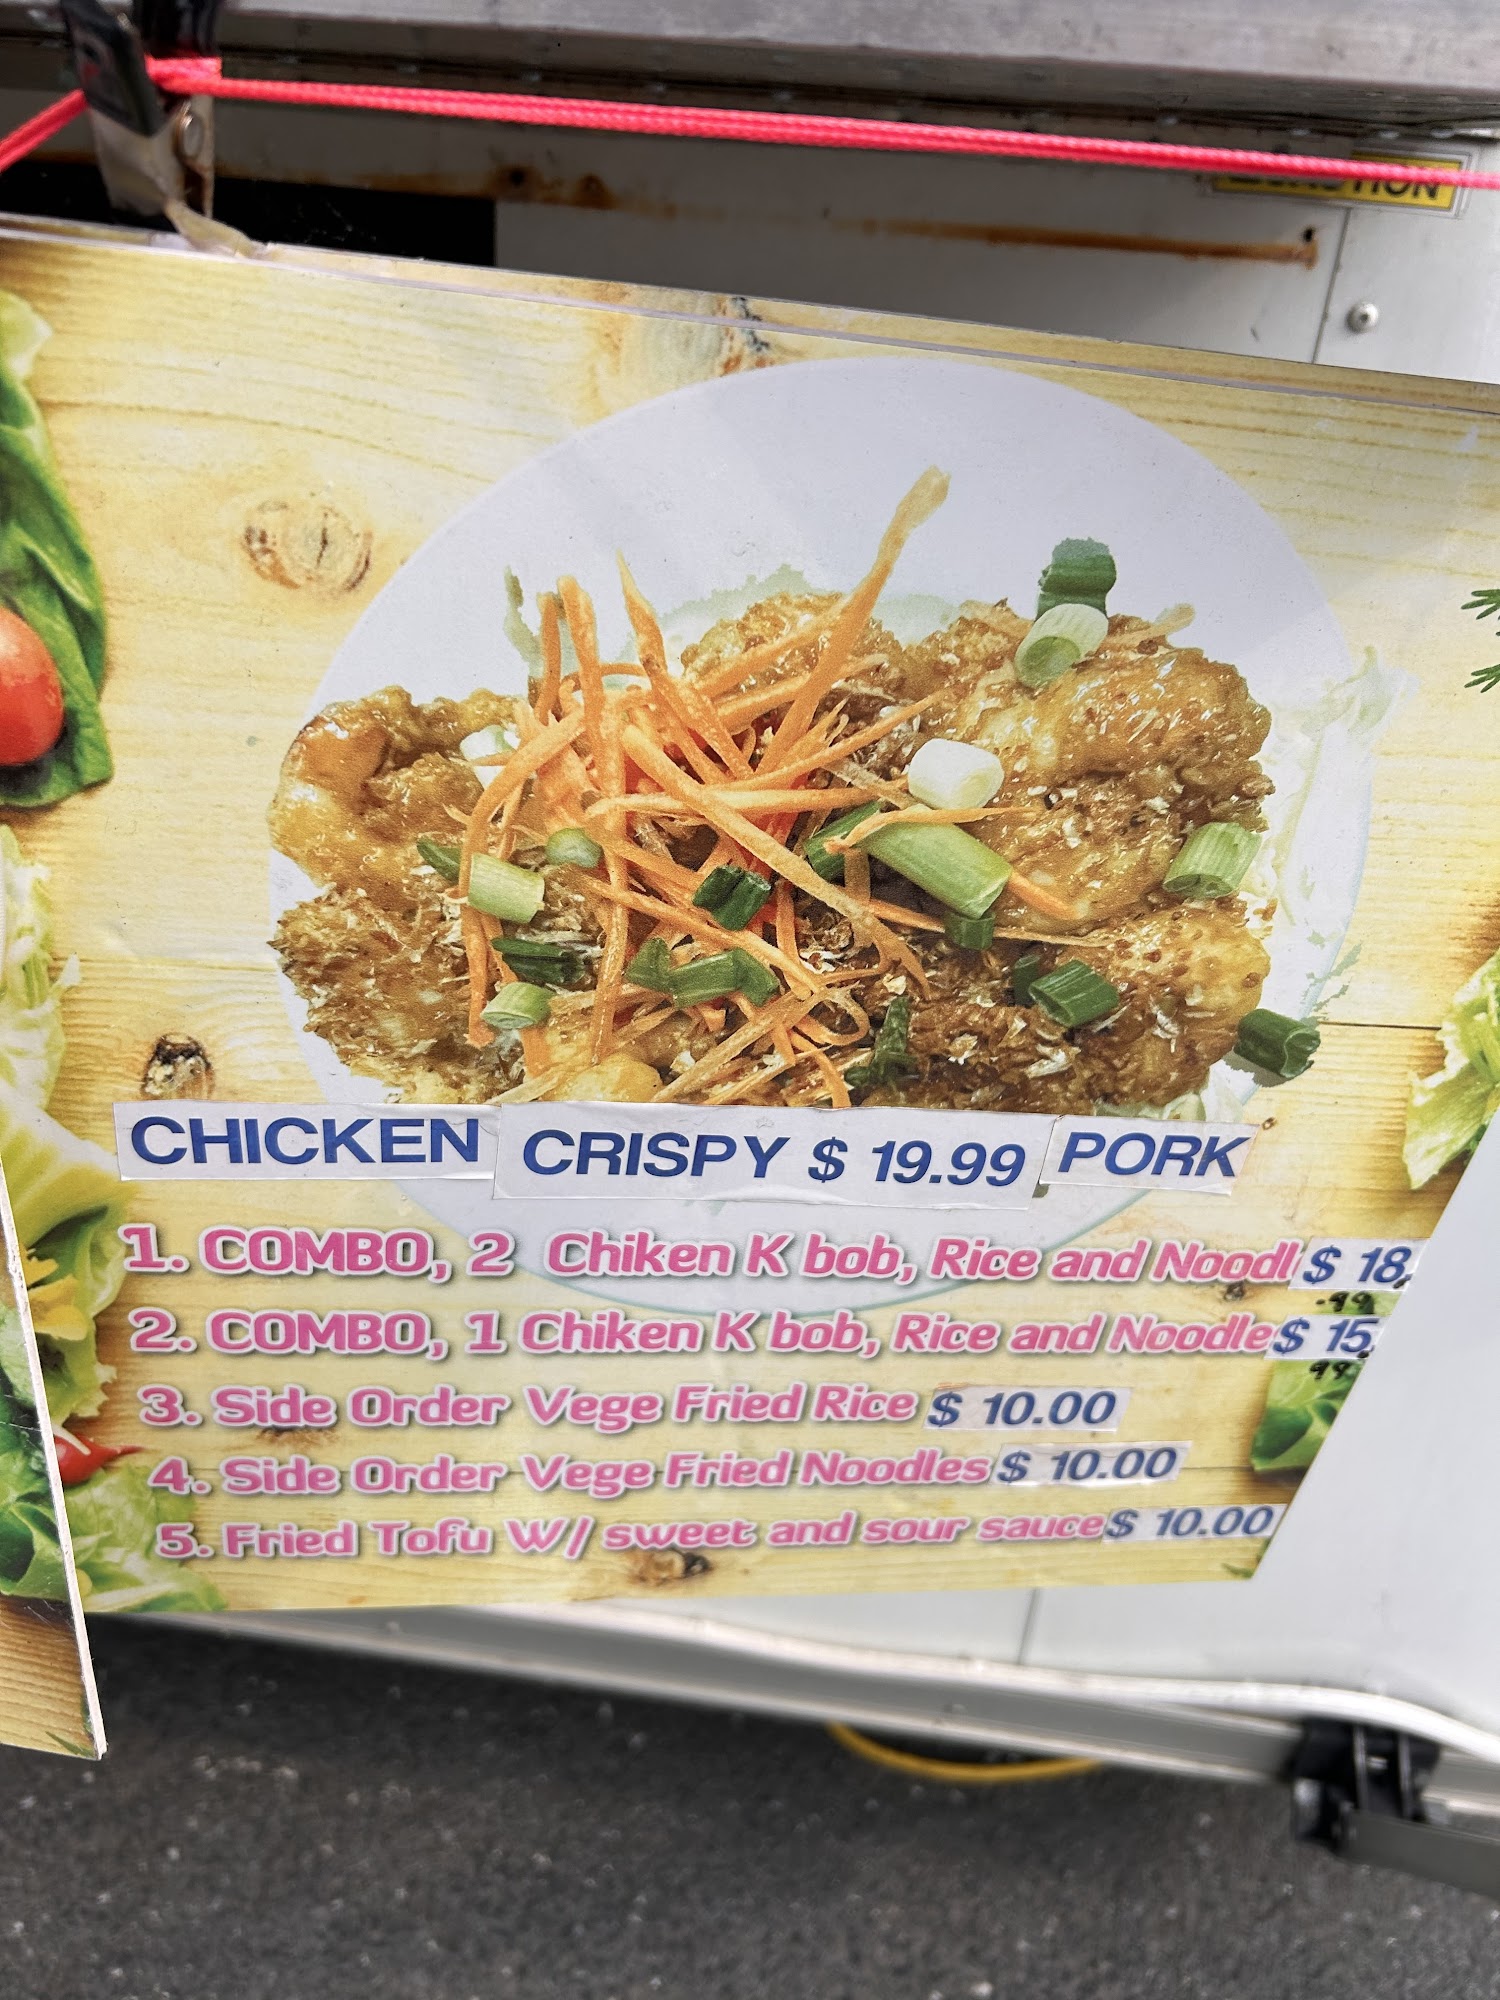 CAUTION
CHICKEN CRISPY $ 19.99 PORK
1. COMBO, 2 Chiken K bob, Rice and Noodl $ 18.
.99
2. COMBO, 1 Chiken K bob, Rice and Noodle $ 15.
99
3. Side Order Vege Fried Rice $ 10.00
4. Side Order Vege Fried Noodles $ 10.00
5. Fried Tofu W/ sweet and sour sauce $ 10.00